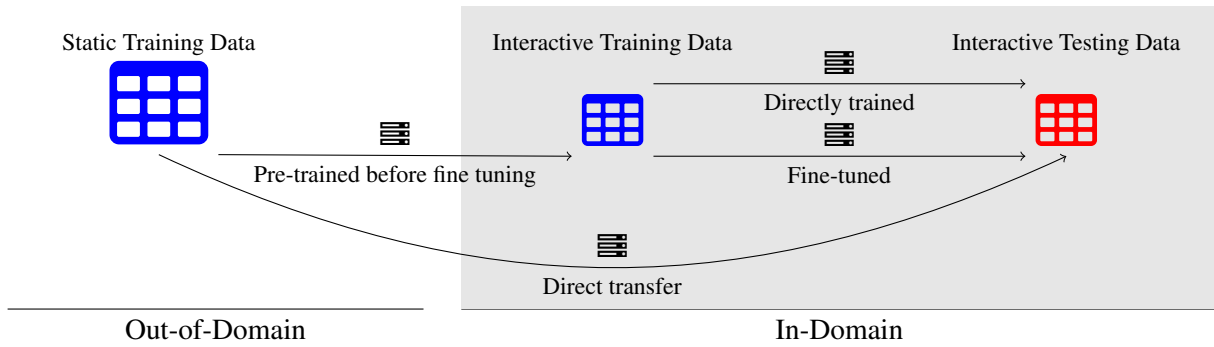 Static Training Data
Interactive Training Data
Interactive Testing Data
Directly trained
Pre-trained before fine tuning
Fine-tuned
Direct transfer
Out-of-Domain
In-Domain